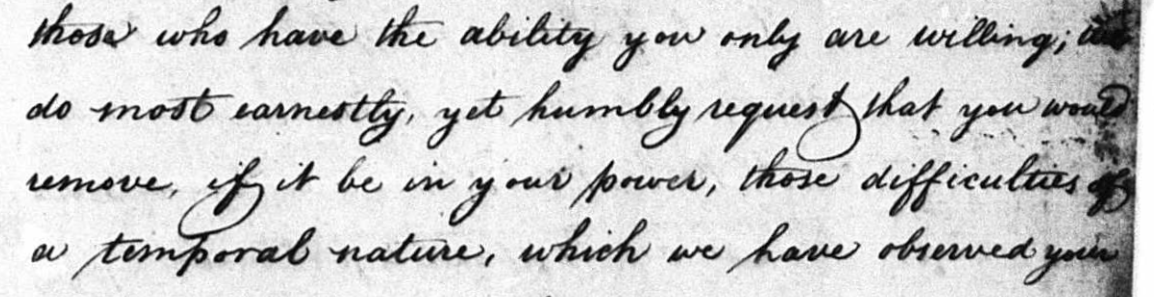 those who have the ability you only are willing;
do most earnestly, yet humbly request that you would
remove, if it be in your power, those difficulties of
a temporal nature, which we have observed your